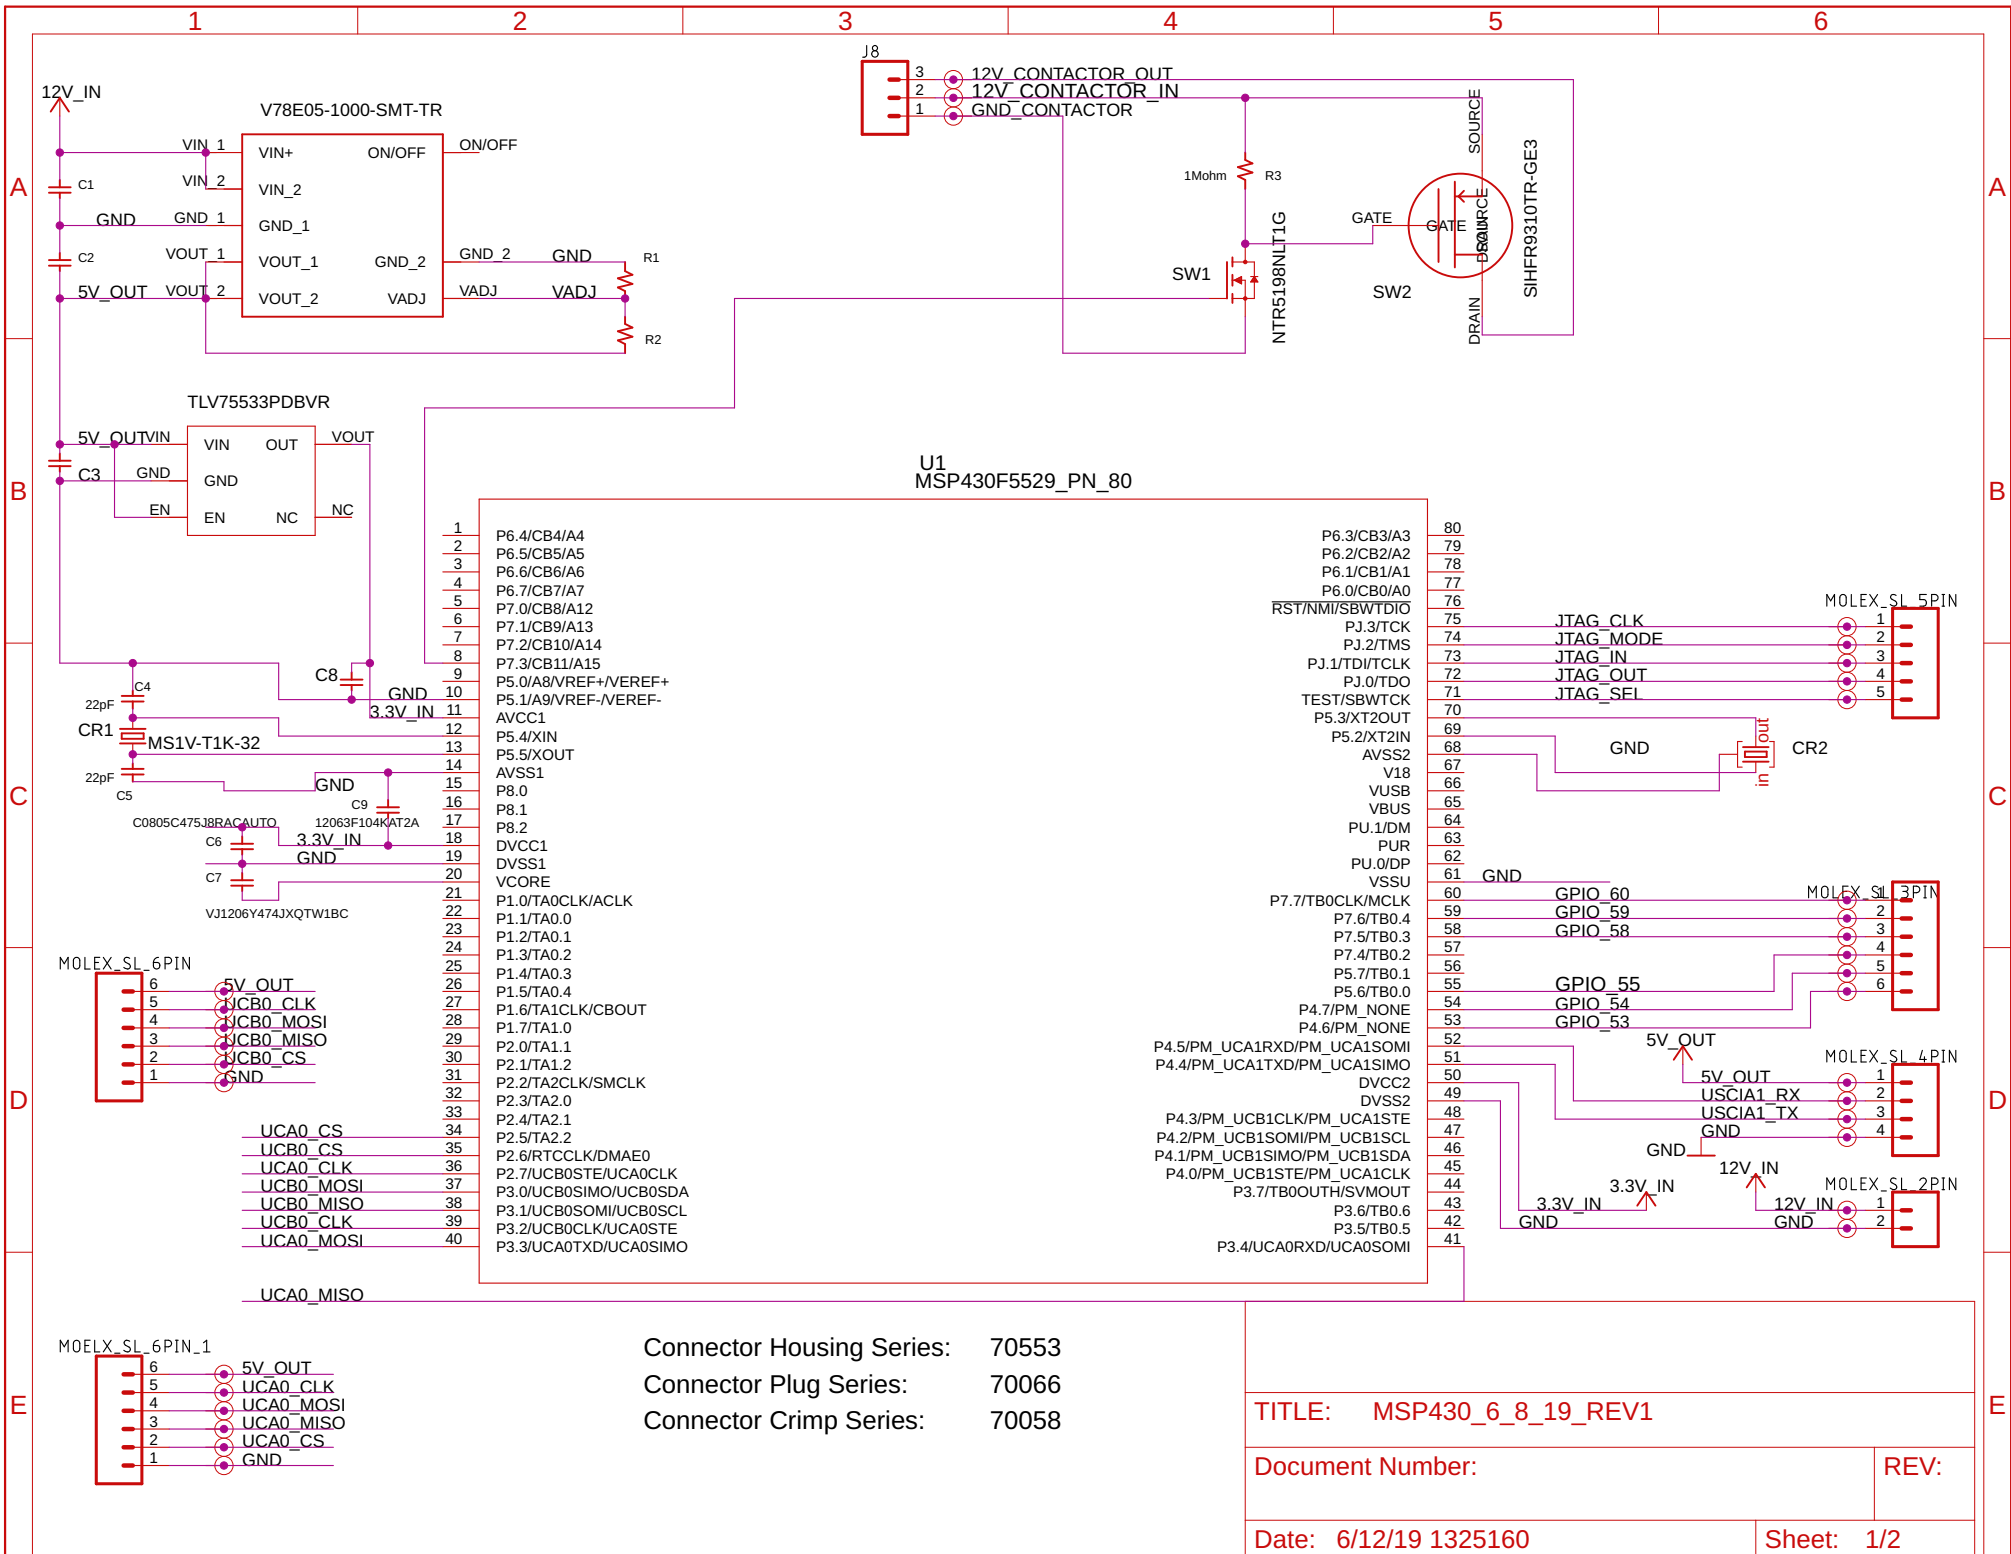 1 2 3 4 5 6
A
B
C
D
E
A
B
C
D
E
12V_IN
V78E05-1000-SMT-TR
VIN_1 VIN+ ON/OFF ON/OFF
VIN_2 VIN_2
C1
GND GND_1 GND_1
C2
VOUT_1 VOUT_1 GND_2 GND_2 GND R1
5V_OUT VOUT_2 VOUT_2 VADJ VADJ VADJ
R2
J8
3 12V_CONTACTOR_OUT
2 12V_CONTACTOR_IN
1 GND_CONTACTOR
1Mohm R3
SW1
NTR5198NLT1G
GATE
GATE
SOURCE
SOURCE
DRAIN
DRAIN
SIHFR9310TR-GE3
SW2
TLV75533PDBVR
5V_OUT VIN VIN OUT VOUT
C3 GND GND
EN EN NC NC
U1
MSP430F5529_PN_80
1 P6.4/CB4/A4
2 P6.5/CB5/A5
3 P6.6/CB6/A6
4 P6.7/CB7/A7
5 P7.0/CB8/A12
6 P7.1/CB9/A13
7 P7.2/CB10/A14
8 P7.3/CB11/A15
9 P5.0/A8/VREF+/VEREF+
GND 10 P5.1/A9/VREF-/VEREF-
3.3V_IN 11 AVCC1
12 P5.4/XIN
13 P5.5/XOUT
14 AVSS1
15 P8.0
16 P8.1
17 P8.2
3.3V_IN 18 DVCC1
GND 19 DVSS1
20 VCORE
21 P1.0/TA0CLK/ACLK
22 P1.1/TA0.0
23 P1.2/TA0.1
24 P1.3/TA0.2
25 P1.4/TA0.3
26 P1.5/TA0.4
27 P1.6/TA1CLK/CBOUT
28 P1.7/TA1.0
29 P2.0/TA1.1
30 P2.1/TA1.2
31 P2.2/TA2CLK/SMCLK
32 P2.3/TA2.0
33 P2.4/TA2.1
UCA0_CS 34 P2.5/TA2.2
UCB0_CS 35 P2.6/RTCCLK/DMAE0
UCA0_CLK 36 P2.7/UCB0STE/UCA0CLK
UCB0_MOSI 37 P3.0/UCB0SIMO/UCB0SDA
UCB0_MISO 38 P3.1/UCB0SOMI/UCB0SCL
UCB0_CLK 39 P3.2/UCB0CLK/UCA0STE
UCA0_MOSI 40 P3.3/UCA0TXD/UCA0SIMO
UCA0_MISO
P6.3/CB3/A3 80
P6.2/CB2/A2 79
P6.1/CB1/A1 78
P6.0/CB0/A0 77
RST/NMI/SBWTDIO 76
PJ.3/TCK 75 JTAG_CLK
PJ.2/TMS 74 JTAG_MODE
PJ.1/TDI/TCLK 73 JTAG_IN
PJ.0/TDO 72 JTAG_OUT
TEST/SBWTCK 71 JTAG_SEL
P5.3/XT2OUT 70
P5.2/XT2IN 69
AVSS2 68 GND
V18 67
VUSB 66
VBUS 65
PU.1/DM 64
PUR 63
PU.0/DP 62
VSSU 61 GND
P7.7/TB0CLK/MCLK 60 GPIO_60
P7.6/TB0.4 59 GPIO_59
P7.5/TB0.3 58 GPIO_58
P7.4/TB0.2 57
P5.7/TB0.1 56
P5.6/TB0.0 55 GPIO_55
P4.7/PM_NONE 54 GPIO_54
P4.6/PM_NONE 53 GPIO_53
P4.5/PM_UCA1RXD/PM_UCA1SOMI 52
P4.4/PM_UCA1TXD/PM_UCA1SIMO 51
DVCC2 50
DVSS2 49
P4.3/PM_UCB1CLK/PM_UCA1STE 48
P4.2/PM_UCB1SOMI/PM_UCB1SCL 47
P4.1/PM_UCB1SIMO/PM_UCB1SDA 46
P4.0/PM_UCB1STE/PM_UCA1CLK 45
P3.7/TB0OUTH/SVMOUT 44
P3.6/TB0.6 43
P3.5/TB0.5 42
P3.4/UCA0RXD/UCA0SOMI 41
C8
C4
22pF
CR1 MS1V-T1K-32
22pF
C5
GND
C9
C0805C475J8RACAUTO 12063F104KAT2A
C6
C7
VJ1206Y474JXQTW1BC
MOLEX_SL_5PIN
1
2
3
4
5
out
CR2
in
MOLEX_SL_3PIN
1
2
3
4
5
6
5V_OUT
MOLEX_SL_4PIN
5V_OUT 1
USCIA1_RX 2
USCIA1_TX 3
GND 4
GND
12V_IN
3.3V_IN
MOLEX_SL_2PIN
3.3V_IN 12V_IN 1
GND GND 2
MOLEX_SL_6PIN
6 5V_OUT
5 UCB0_CLK
4 UCB0_MOSI
3 UCB0_MISO
2 UCB0_CS
1 GND
MOELX_SL_6PIN_1
6 5V_OUT
5 UCA0_CLK
4 UCA0_MOSI
3 UCA0_MISO
2 UCA0_CS
1 GND
Connector Housing Series: 70553
Connector Plug Series: 70066
Connector Crimp Series: 70058
TITLE: MSP430_6_8_19_REV1
Document Number: REV:
Date: 6/12/19 1325160 Sheet: 1/2